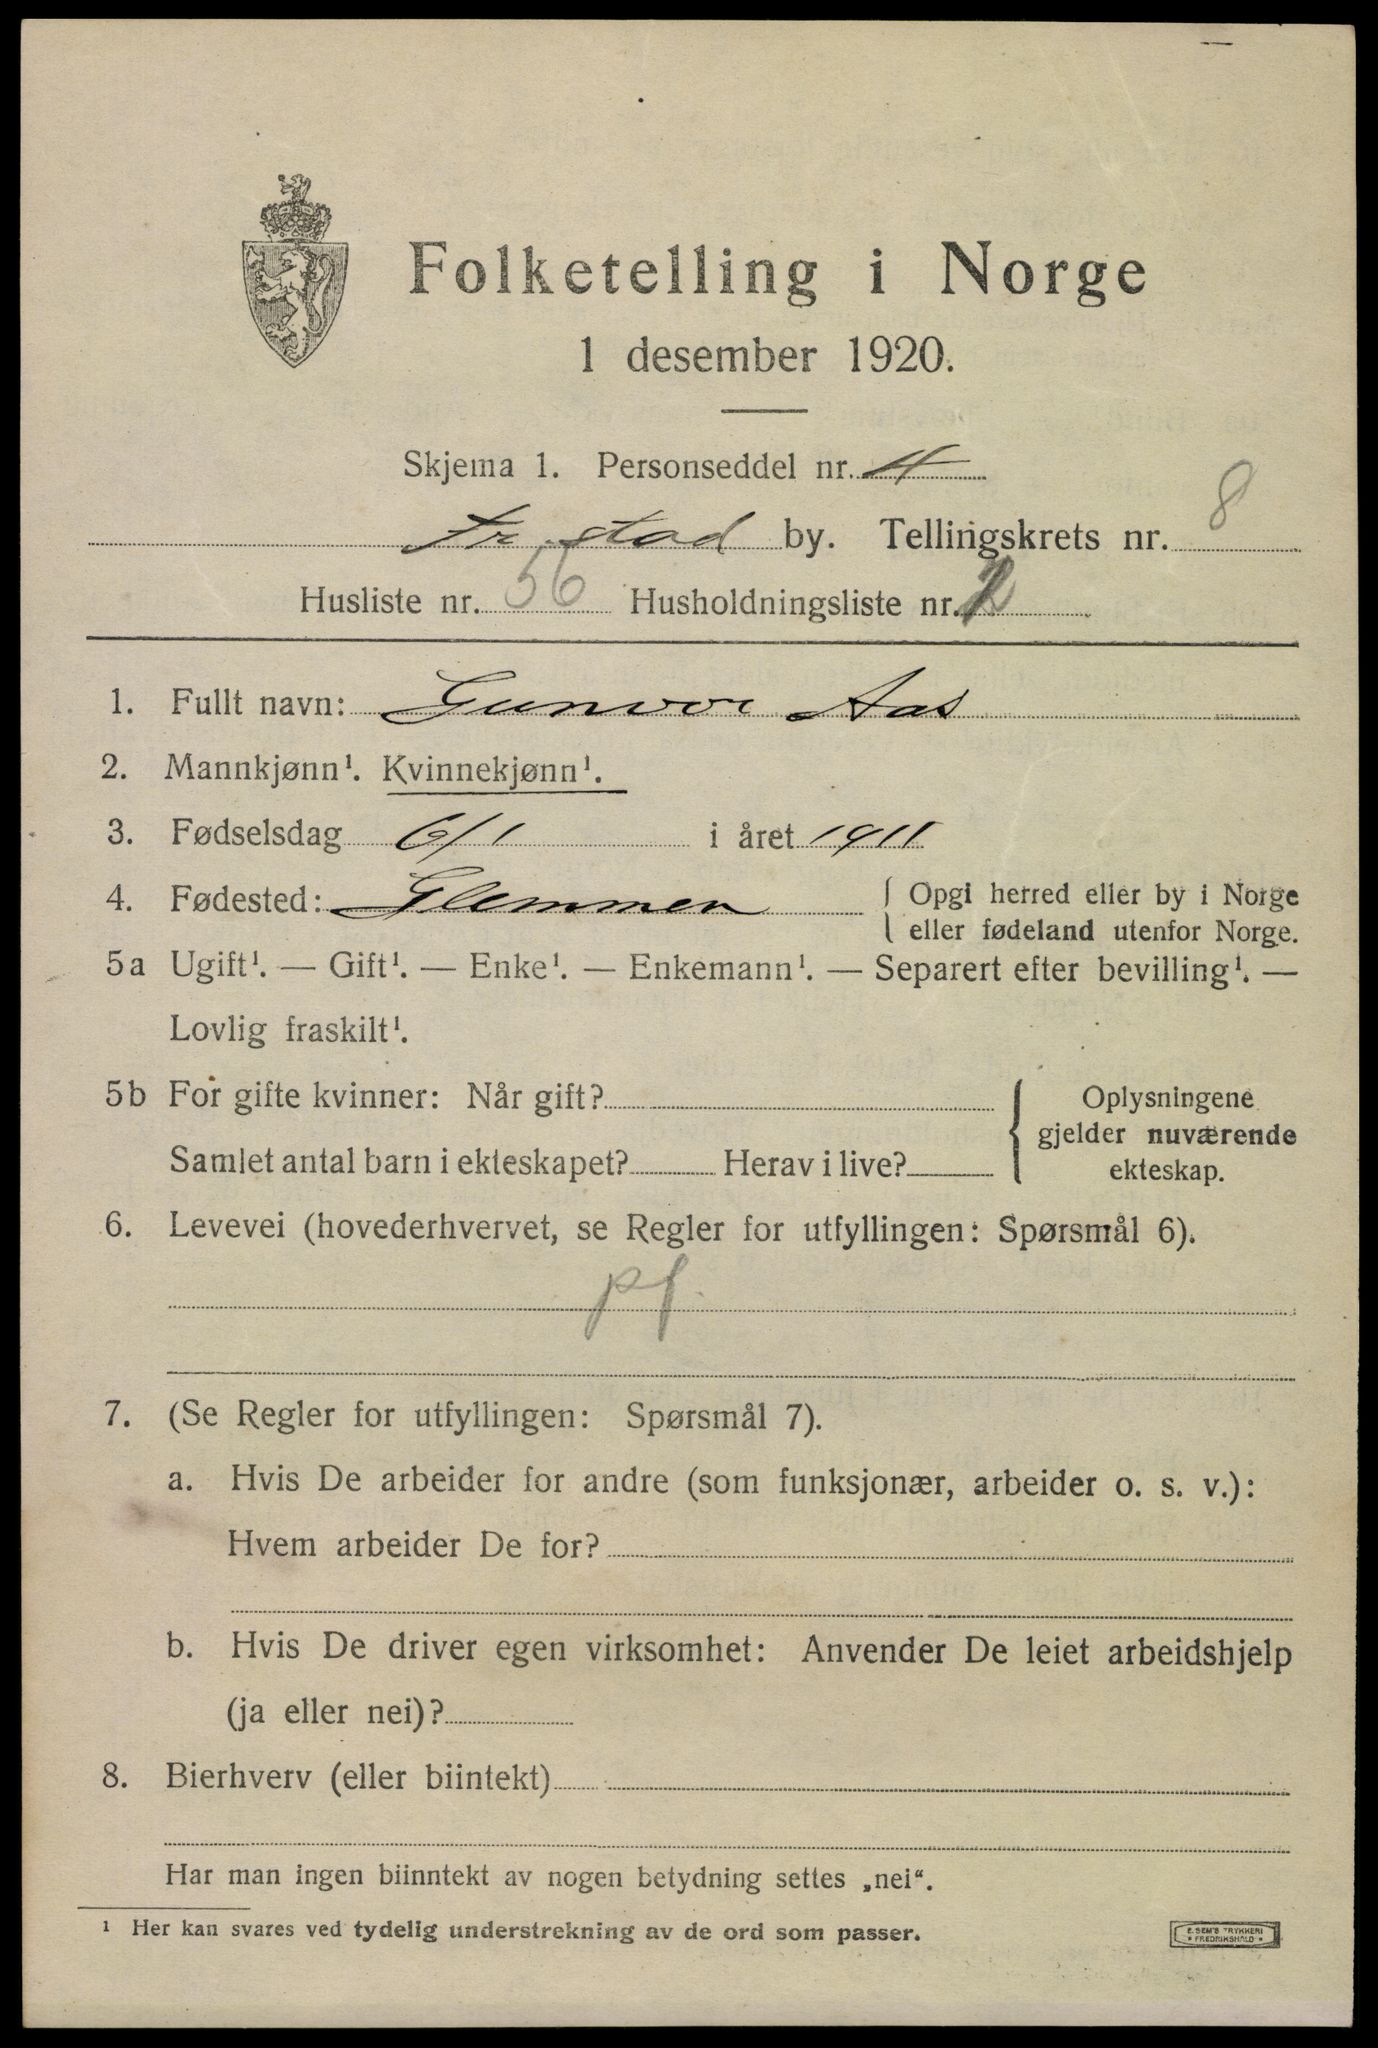 Folketelling i Norge
1 desember 1920.
Skjema 1. Personseddel nr. 4
Fr.stad by. Tellingskrets nr. 8
Husliste nr. 56 Husholdningsliste nr. 2
1. Fullt navn: Gunvor Aas
2. Mannkjønn¹. Kvinnekjønn¹.
3. Fødselsdag 6/1 i året 1911
4. Fødested: Glemmen { Opgi herred eller by i Norge
eller fødeland utenfor Norge.
5a Ugift¹. — Gift¹. — Enke¹. — Enkemann¹. — Separert efter bevilling¹. —
Lovlig fraskilt¹.
5b For gifte kvinner: Når gift?
Samlet antal barn i ekteskapet? Herav i live?
{ Oplysningene
gjelder nuværende
ekteskap.
6. Levevei (hovederhvervet, se Regler for utfyllingen: Spørsmål 6).
pf.
7. (Se Regler for utfyllingen: Spørsmål 7).
a. Hvis De arbeider for andre (som funksjonær, arbeider o. s. v.):
Hvem arbeider De for?
b. Hvis De driver egen virksomhet: Anvender De leiet arbeidshjelp
(ja eller nei)?
8. Bierhverv (eller biintekt)
Har man ingen biinntekt av nogen betydning settes „nei“.
¹ Her kan svares ved tydelig understrekning av de ord som passer.
E. SEM'S TRYKKERI
* FREDRIKSHALD *